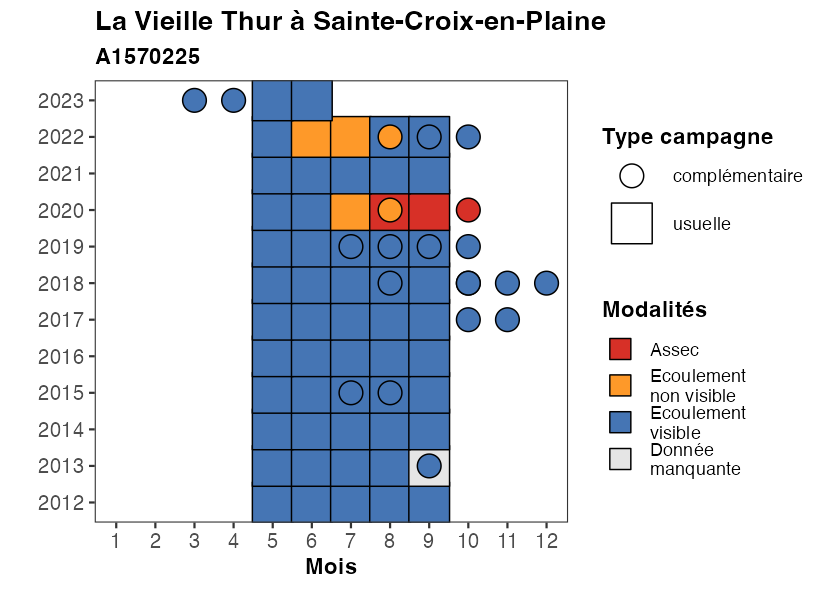 La Vieille Thur à Sainte-Croix-en-Plaine
A1570225
2023
2022
2021
2020
2019
2018
2017
2016
2015
2014
2013
2012
1 2 3 4 5 6 7 8 9 10 11 12
Mois
Type campagne
complémentaire
usuelle
Modalités
Assec
Ecoulement
non visible
Ecoulement
visible
Donnée
manquante